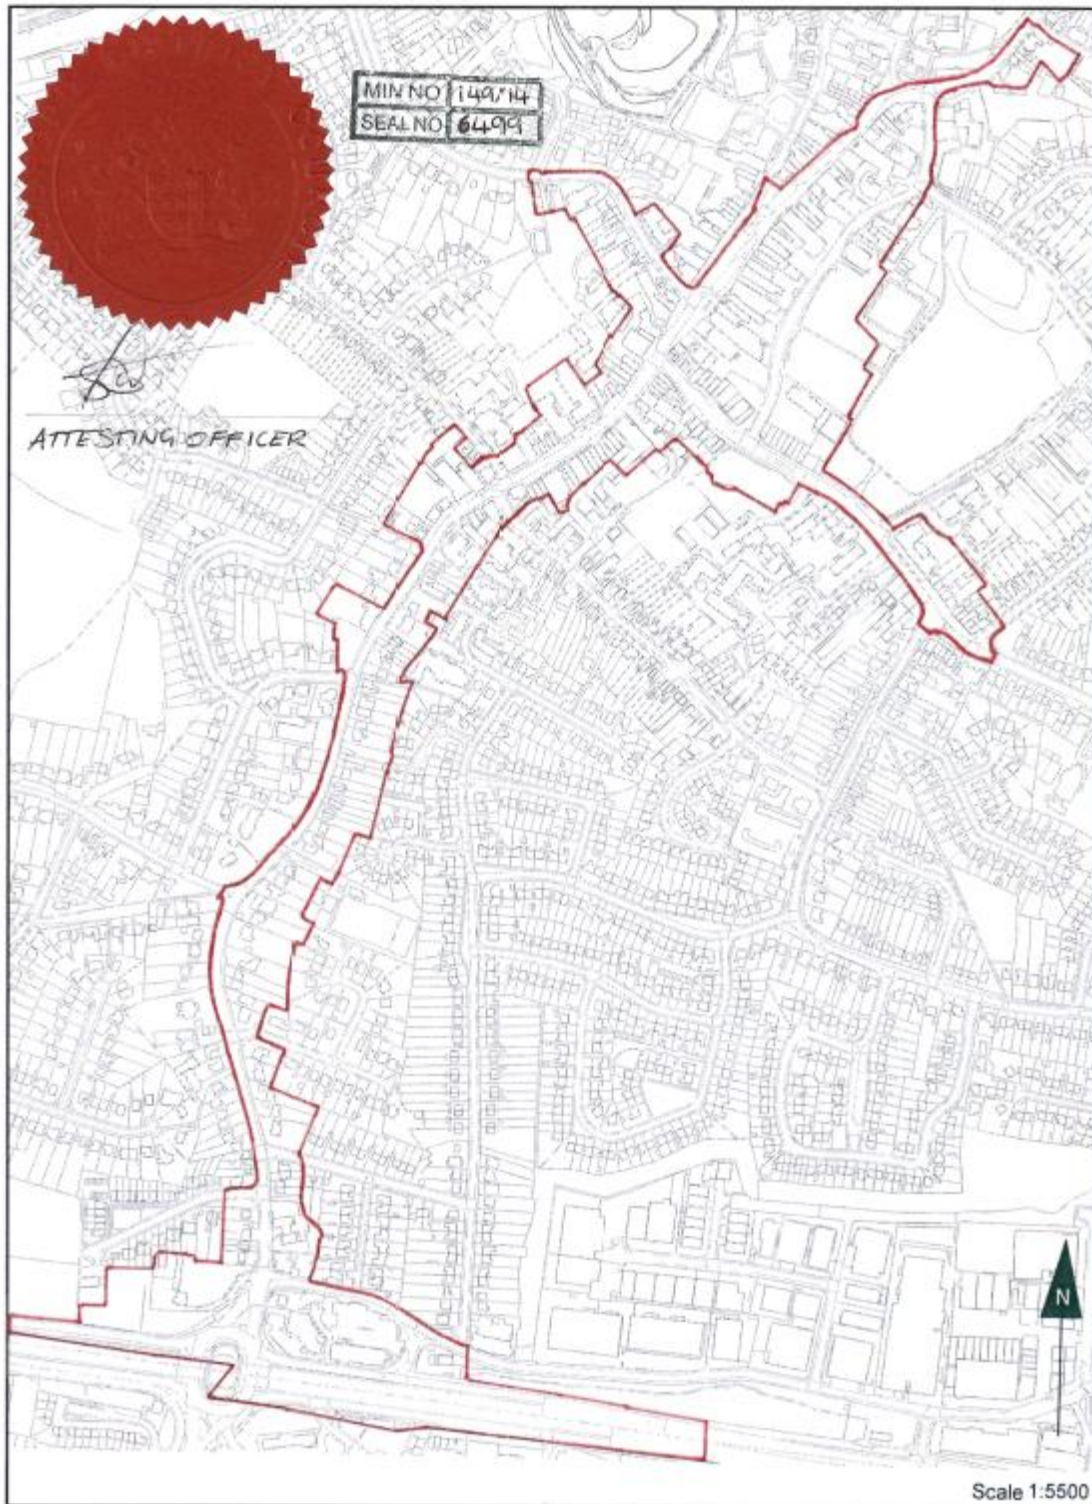 MIN NO 149/14
SEAL NO 6499
ATTESTING OFFICER
N
Scale 1:5500